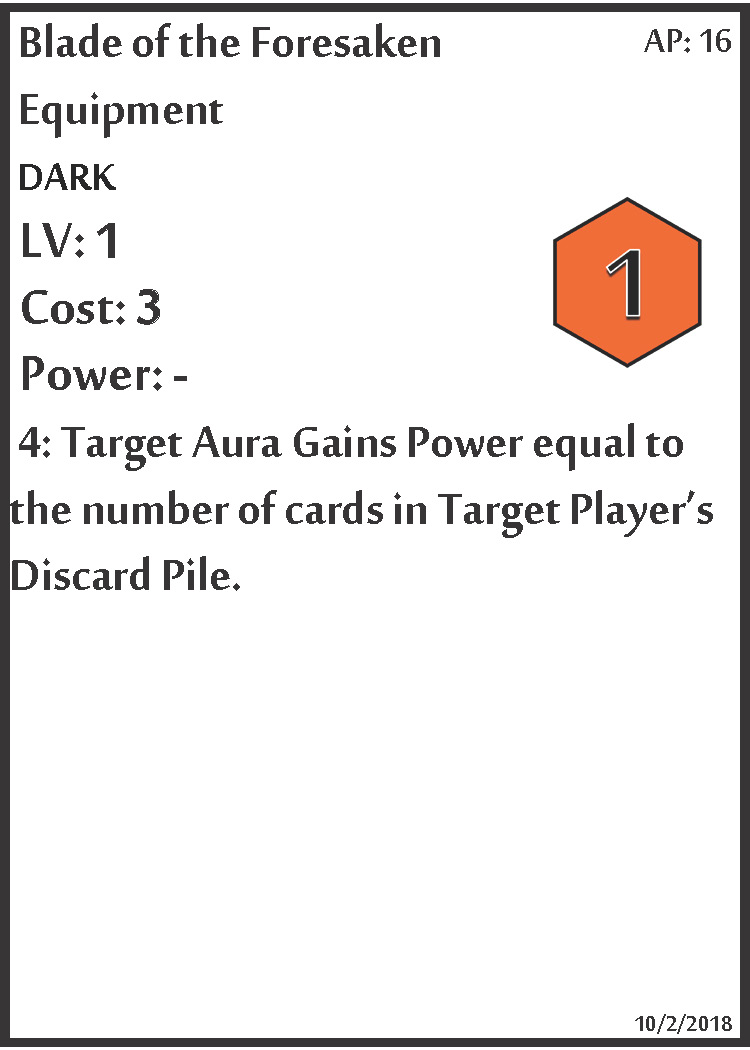 Blade of the Foresaken
AP: 16
Equipment
DARK
LV: 1
Cost: 3
1
Power: -
4: Target Aura Gains Power equal to
the number of cards in Target Player's
Discard Pile.
10/2/2018